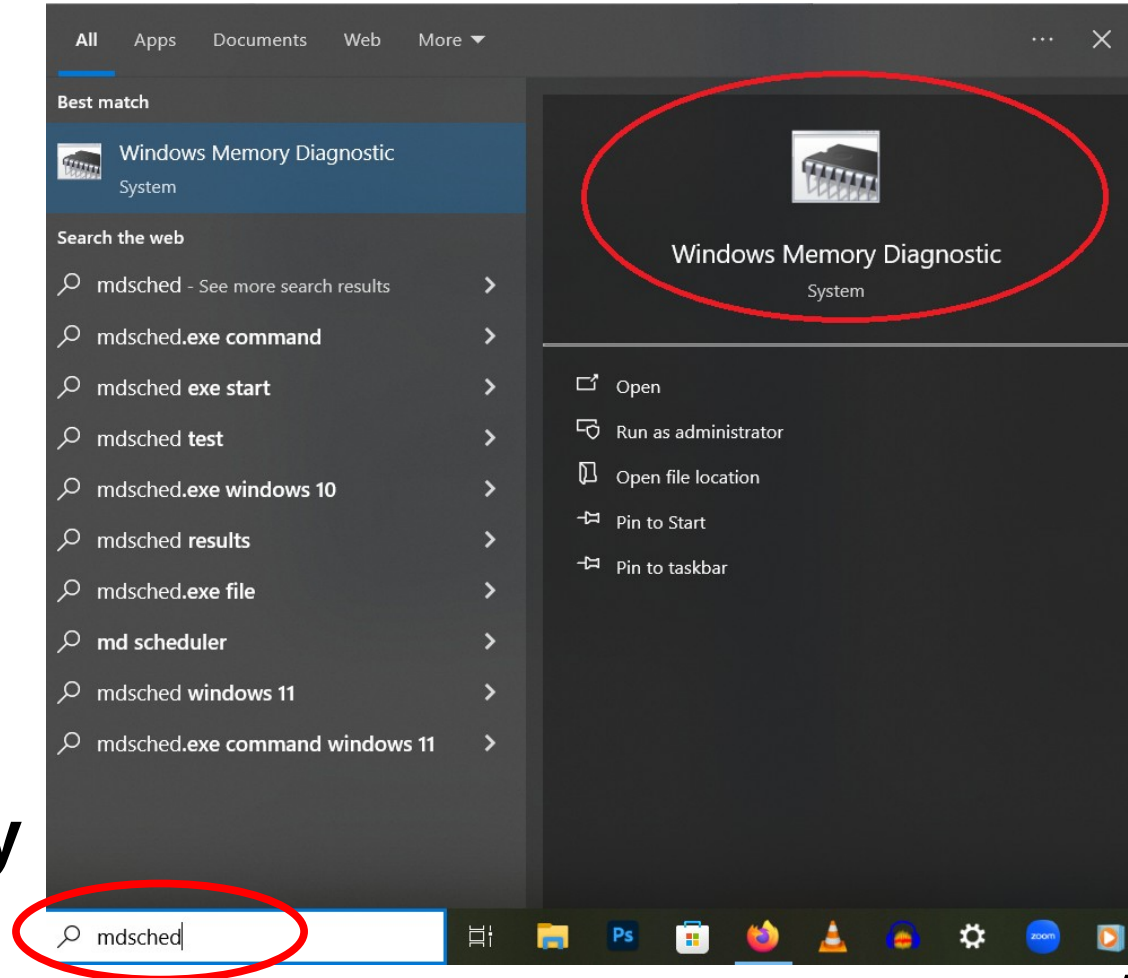 All Apps Documents Web More
Best match
Windows Memory Diagnostic
System
Search the web
mdsched - See more search results
mdsched.exe command
mdsched exe start
mdsched test
mdsched.exe windows 10
mdsched results
mdsched.exe file
md scheduler
mdsched windows 11
mdsched.exe command windows 11
Windows Memory Diagnostic
System
Open
Run as administrator
Open file location
Pin to Start
Pin to taskbar
y
mdsched
Ps
zoom